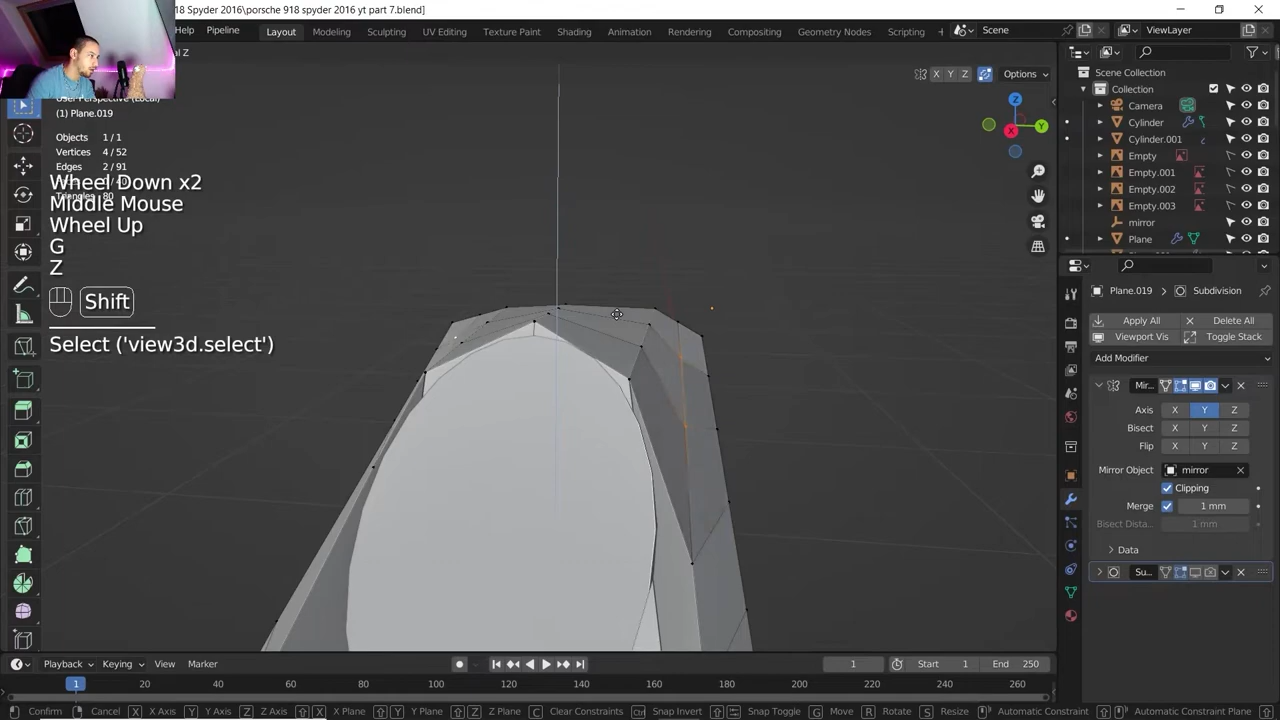 18 Spyder 2016\porsche 918 spyder 2016 yt part 7.blend]
Help Pipeline
Layout Modeling Sculpting UV Editing Texture Paint Shading Animation Rendering Compositing Geometry Nodes Scripting
Scene
ViewLayer
X Y Z Options
(1) Plane.019
Objects 1 / 1
Vertices 4 / 52
Edges 2 / 91
Triangles 80
Wheel Down x2
Middle Mouse
Wheel Up
G
Z
Shift
Select ('view3d.select')
Z
X Y
Scene Collection
Collection
Camera
Cylinder
Cylinder.001
Empty
Empty.001
Empty.002
Empty.003
mirror
Plane
Plane.019 > Subdivision
Apply All Delete All
Viewport Vis Toggle Stack
Add Modifier
Mir...
Axis X Y Z
Bisect X Y Z
Flip X Y Z
Mirror Object mirror
Clipping
Merge 1 mm
Bisect Dista... 1 mm
Data
Su...
Playback Keying View Marker
1 Start 1 End 250
1 20 40 60 80 100 120 140 160 180 200 220 240 260
Confirm Cancel X X Axis Y Y Axis Z Z Axis X X Plane Y Y Plane Z Z Plane C Clear Constraints Ctrl Snap Invert Snap Toggle G Move R Rotate S Resize Automatic Constraint Automatic Constraint Plane